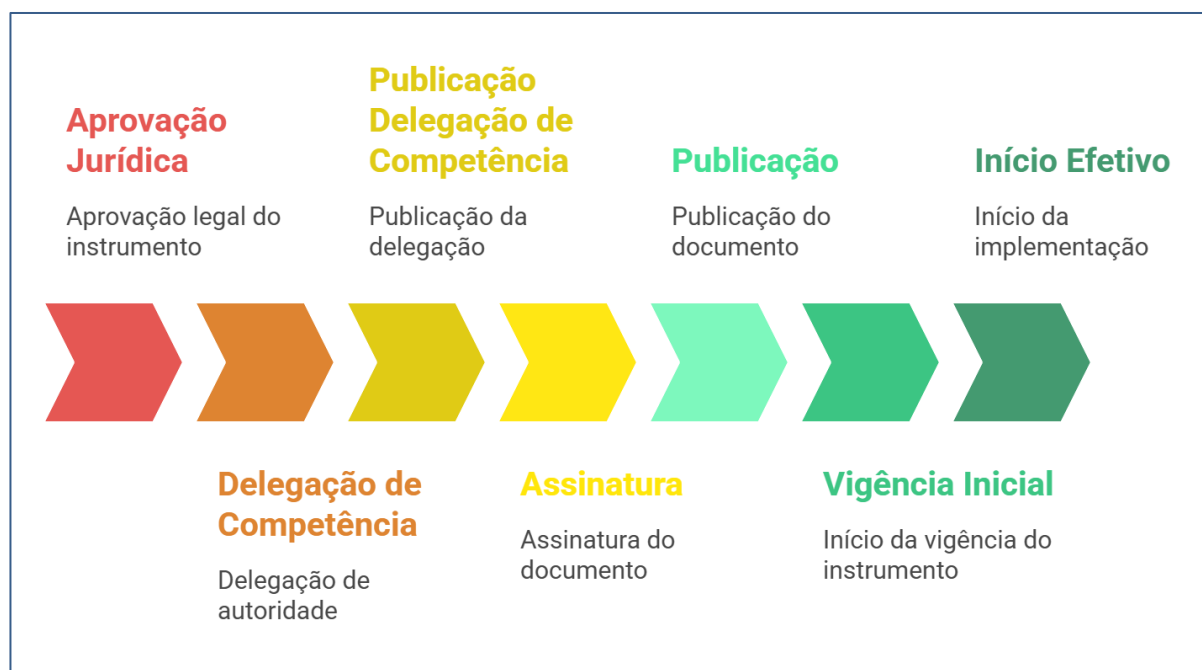 Aprovação
Jurídica
Aprovação legal do
instrumento
Delegação de
Competência
Delegação de
autoridade
Publicação
Delegação de
Competência
Publicação da
delegação
Assinatura
Assinatura do
documento
Publicação
Publicação do
documento
Vigência Inicial
Início da vigência do
instrumento
Início Efetivo
Início da
implementação